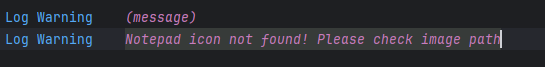 Log Warning    (message)
Log Warning    Notepad icon not found! Please check image path